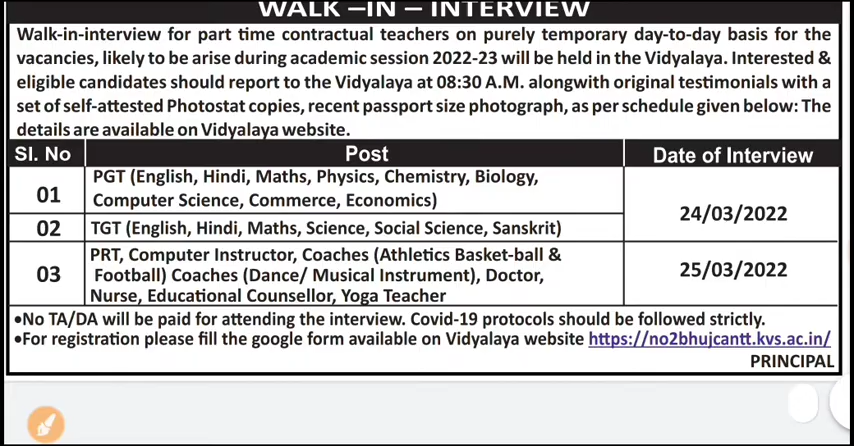 WALK –IN – INTERVIEW
Walk-in-interview for part time contractual teachers on purely temporary day-to-day basis for the
vacancies, likely to be arise during academic session 2022-23 will be held in the Vidyalaya. Interested &
eligible candidates should report to the Vidyalaya at 08:30 A.M. alongwith original testimonials with a
set of self-attested Photostat copies, recent passport size photograph, as per schedule given below: The
details are available on Vidyalaya website.
Sl. No Post Date of Interview
01 PGT (English, Hindi, Maths, Physics, Chemistry, Biology,
Computer Science, Commerce, Economics)
24/03/2022
02 TGT (English, Hindi, Maths, Science, Social Science, Sanskrit)
03 PRT, Computer Instructor, Coaches (Athletics Basket-ball &
Football) Coaches (Dance/ Musical Instrument), Doctor,
Nurse, Educational Counsellor, Yoga Teacher
25/03/2022
•No TA/DA will be paid for attending the interview. Covid-19 protocols should be followed strictly.
•For registration please fill the google form available on Vidyalaya website https://no2bhujcantt.kvs.ac.in/
PRINCIPAL